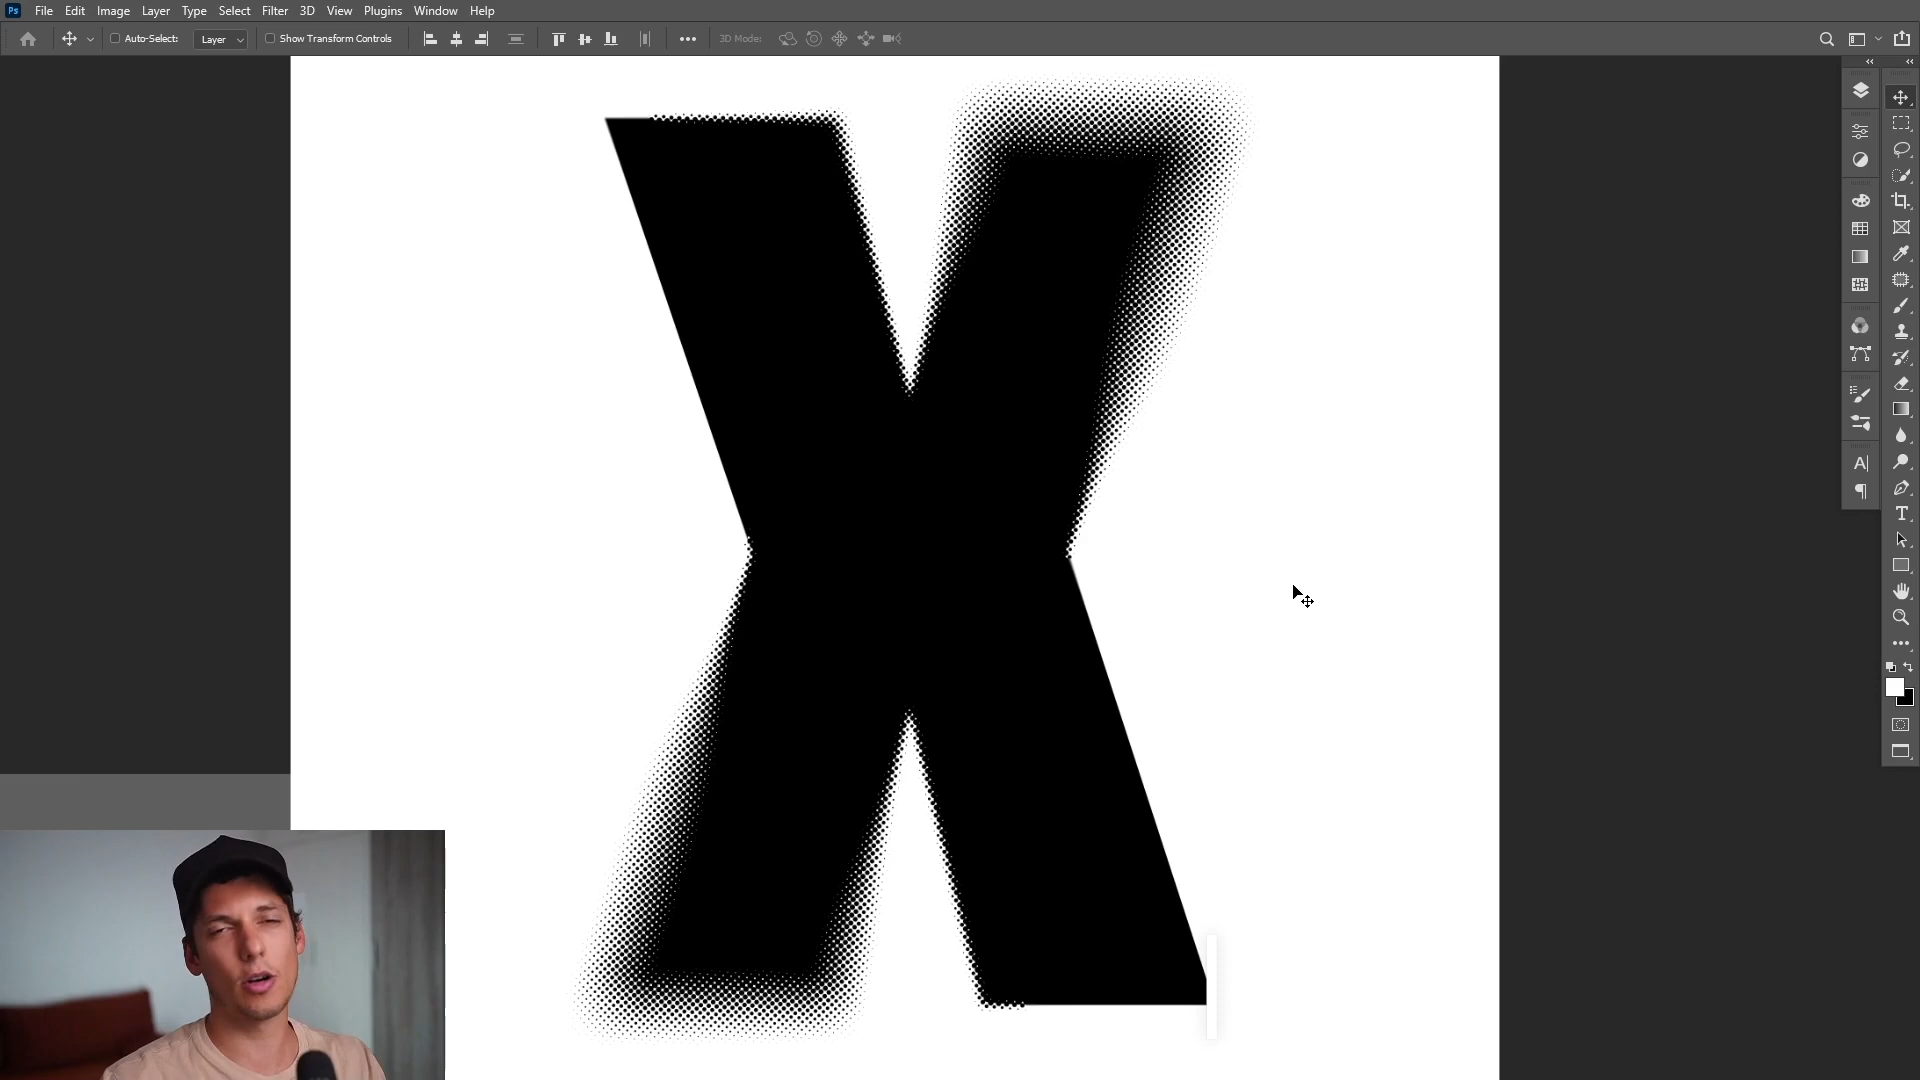 Ps File Edit Image Layer Type Select Filter 3D View Plugins Window Help
Auto-Select: Layer Show Transform Controls 3D Mode:
X